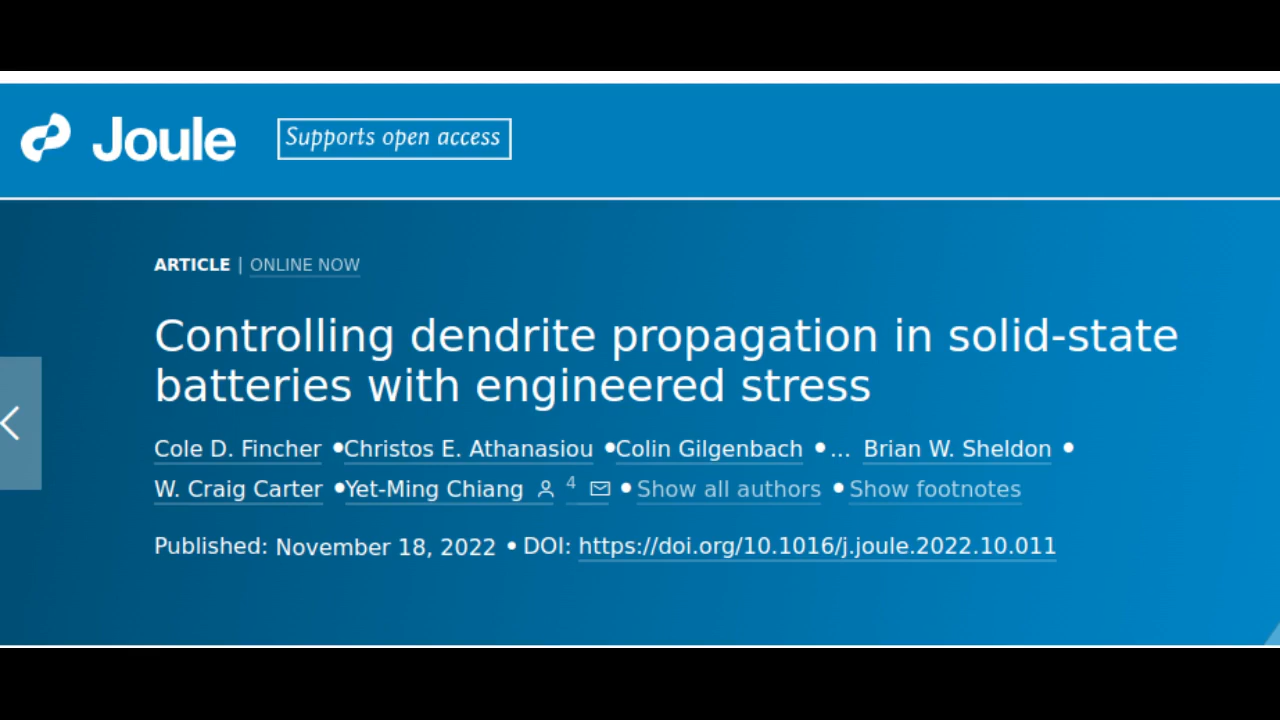 Joule Supports open access
ARTICLE | ONLINE NOW
Controlling dendrite propagation in solid-state
batteries with engineered stress
Cole D. Fincher •Christos E. Athanasiou •Colin Gilgenbach •... Brian W. Sheldon •
W. Craig Carter •Yet-Ming Chiang 4 •Show all authors •Show footnotes
Published: November 18, 2022 •DOI: https://doi.org/10.1016/j.joule.2022.10.011